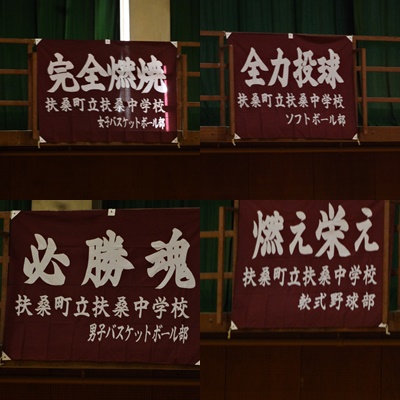 完全燃焼
扶桑町立扶桑中学校
女子バスケットボール部
全力投球
扶桑町立扶桑中学校
ソフトボール部
必勝魂
扶桑町立扶桑中学校
男子バスケットボール部
燃え栄え
扶桑町立扶桑中学校
軟式野球部